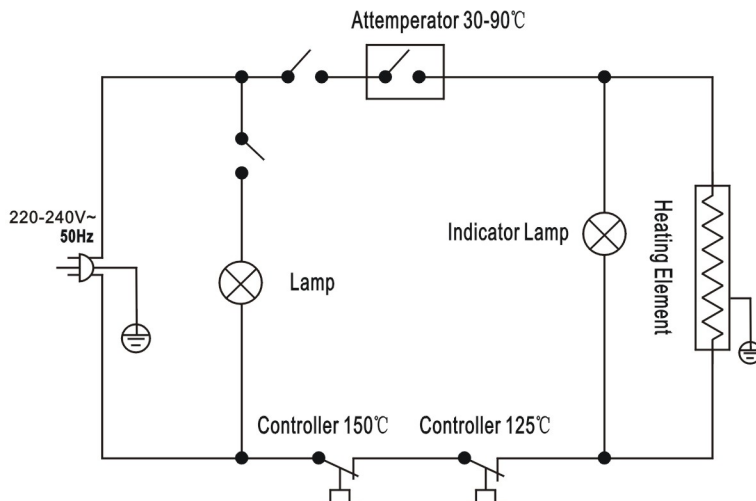 Attemperator 30-90℃
220-240V~
50Hz
Indicator Lamp
Heating Element
Lamp
Controller 150℃
Controller 125℃